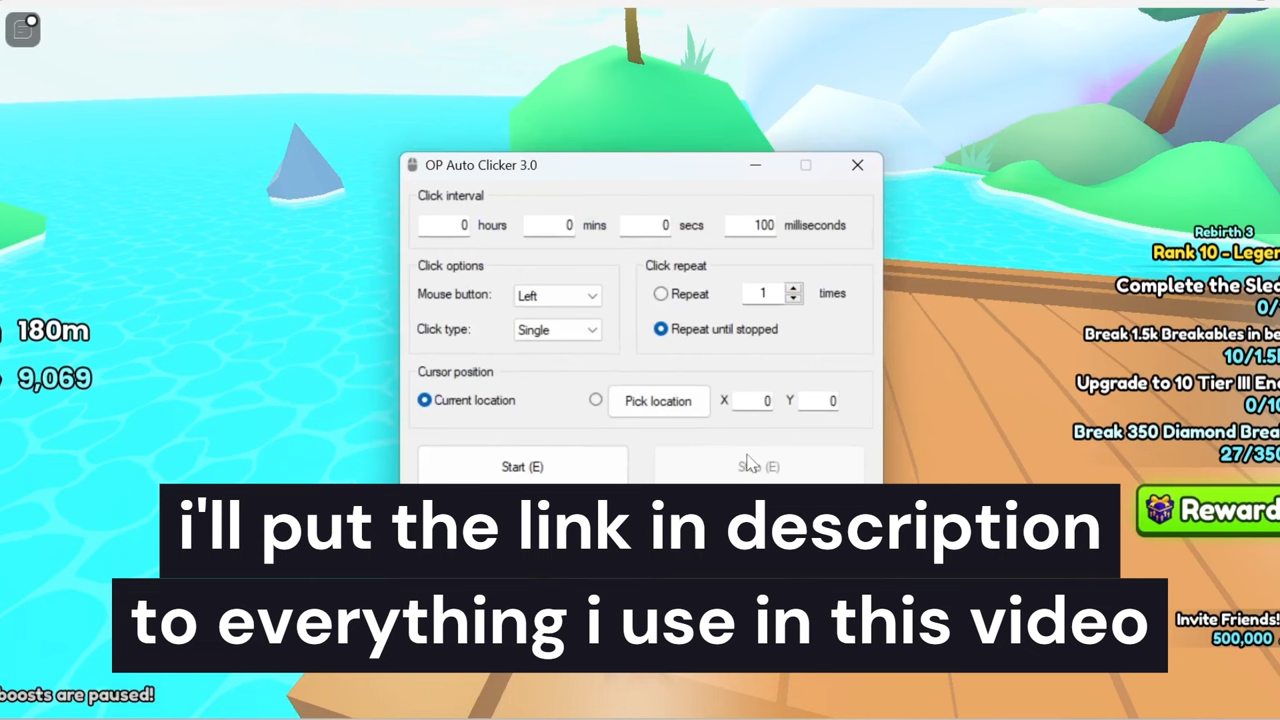 OP Auto Clicker 3.0
Click interval
0 hours 0 mins 0 secs 100 milliseconds
Click options
Mouse button: Left
Click type: Single
Click repeat
Repeat 1 times
Repeat until stopped
Cursor position
Current location Pick location X 0 Y 0
Start (E)
(E)
180m
9,069
Rebirth 3
Rank 10 - Legen
Complete the Slec
0/
Break 1.5k Breakables in be
10/1.5
Upgrade to 10 Tier III Enc
0/10
Break 350 Diamond Brea
27/350
Reward
Invite Friends!
500,000
boosts are paused!
i'll put the link in description
to everything i use in this video